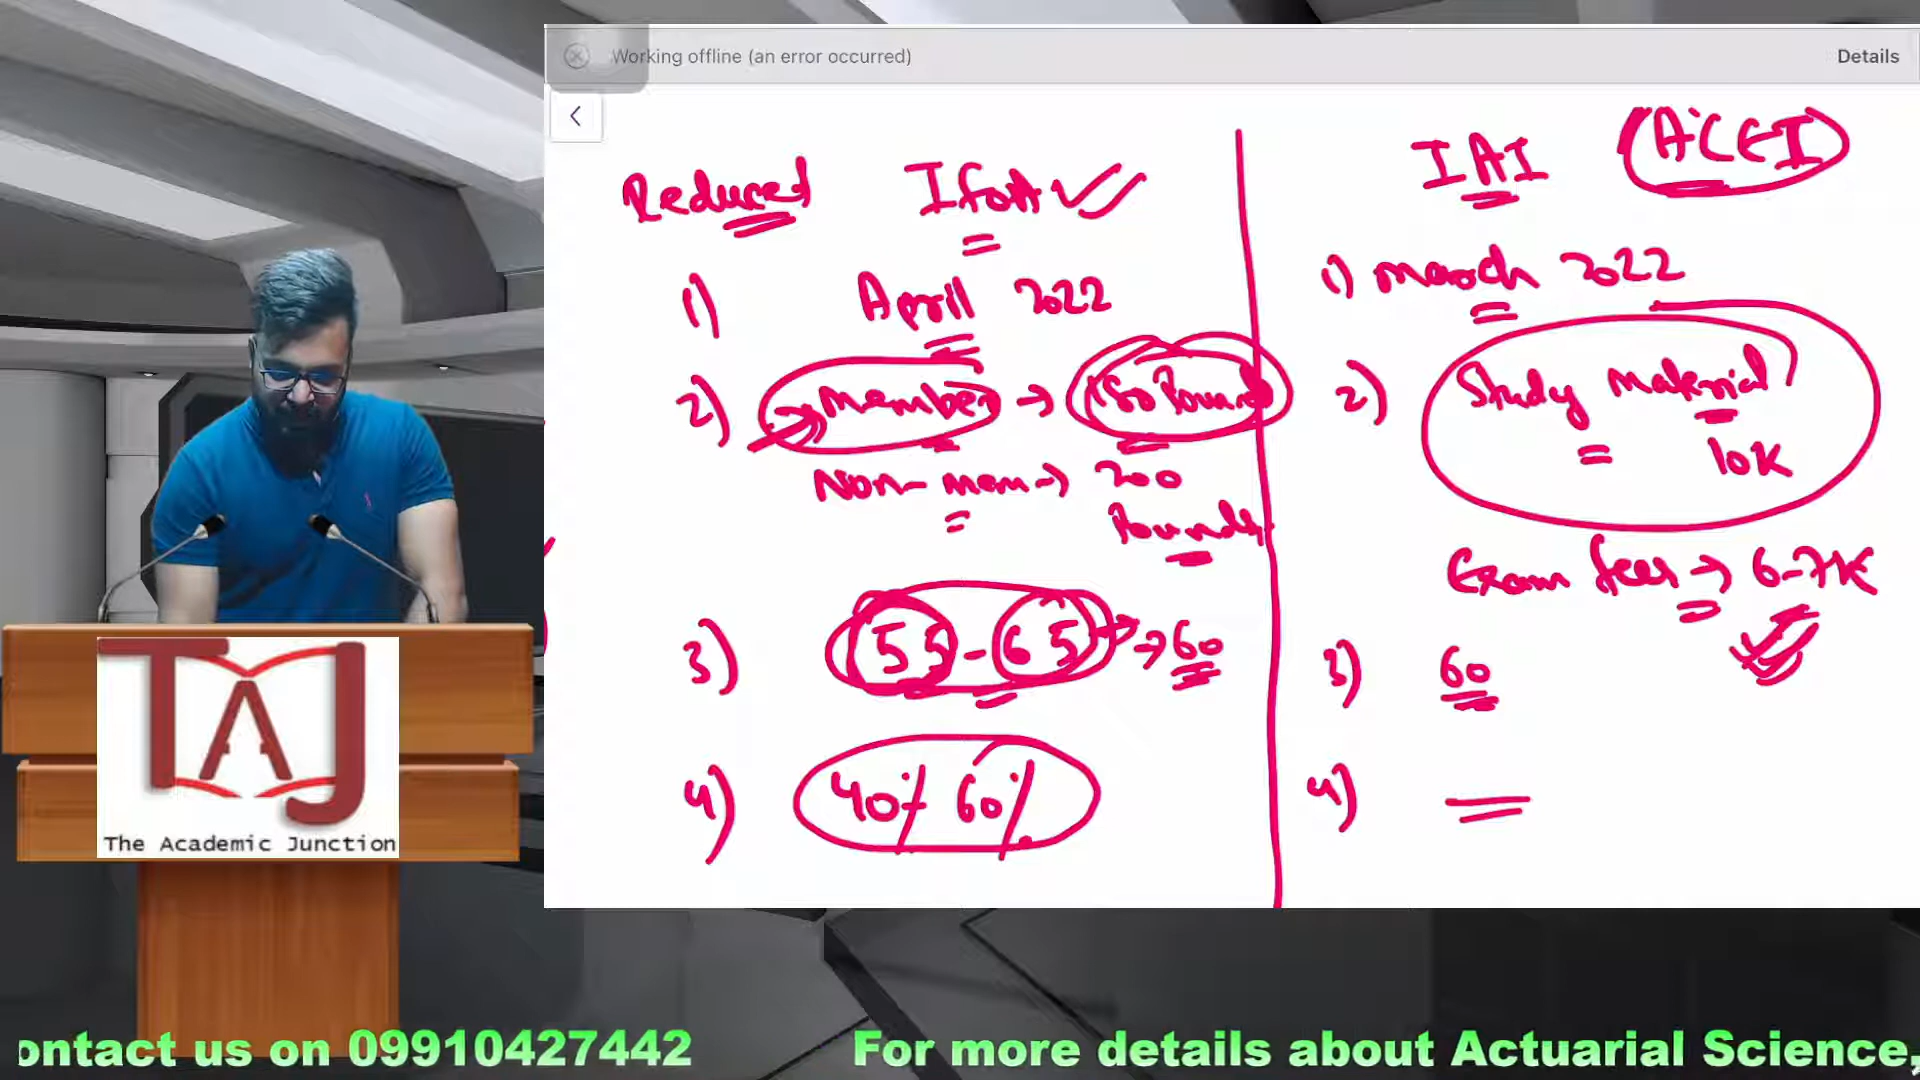 Working offline (an error occurred) Details
Reduced IFoA
1) April 2022
2) member → 150 Pounds
Non-mem → 200
Pounds
3) 55 - 65 → 60
4) 40% 60%
IAI (ACET)
1) March 2022
2) Study Material
10K
Exam fees → 6-7K
3) 60
4)
TAJ
The Academic Junction
ontact us on 09910427442 For more details about Actuarial Science,